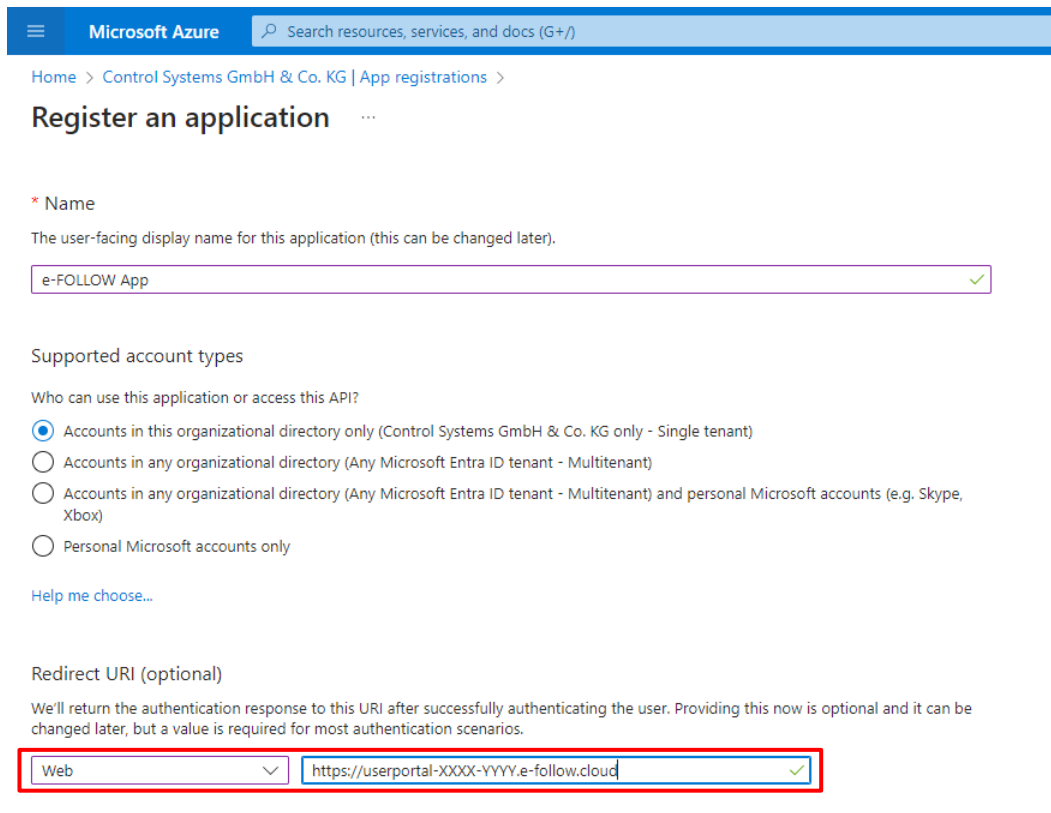 Microsoft Azure
Search resources, services, and docs (G+/)
Home > Control Systems GmbH & Co. KG | App registrations >
Register an application ...
* Name
The user-facing display name for this application (this can be changed later).
e-FOLLOW App
Supported account types
Who can use this application or access this API?
Accounts in this organizational directory only (Control Systems GmbH & Co. KG only - Single tenant)
Accounts in any organizational directory (Any Microsoft Entra ID tenant - Multitenant)
Accounts in any organizational directory (Any Microsoft Entra ID tenant - Multitenant) and personal Microsoft accounts (e.g. Skype,
Xbox)
Personal Microsoft accounts only
Help me choose...
Redirect URI (optional)
We'll return the authentication response to this URI after successfully authenticating the user. Providing this now is optional and it can be
changed later, but a value is required for most authentication scenarios.
Web
https://userportal-XXXX-YYYY.e-follow.cloud